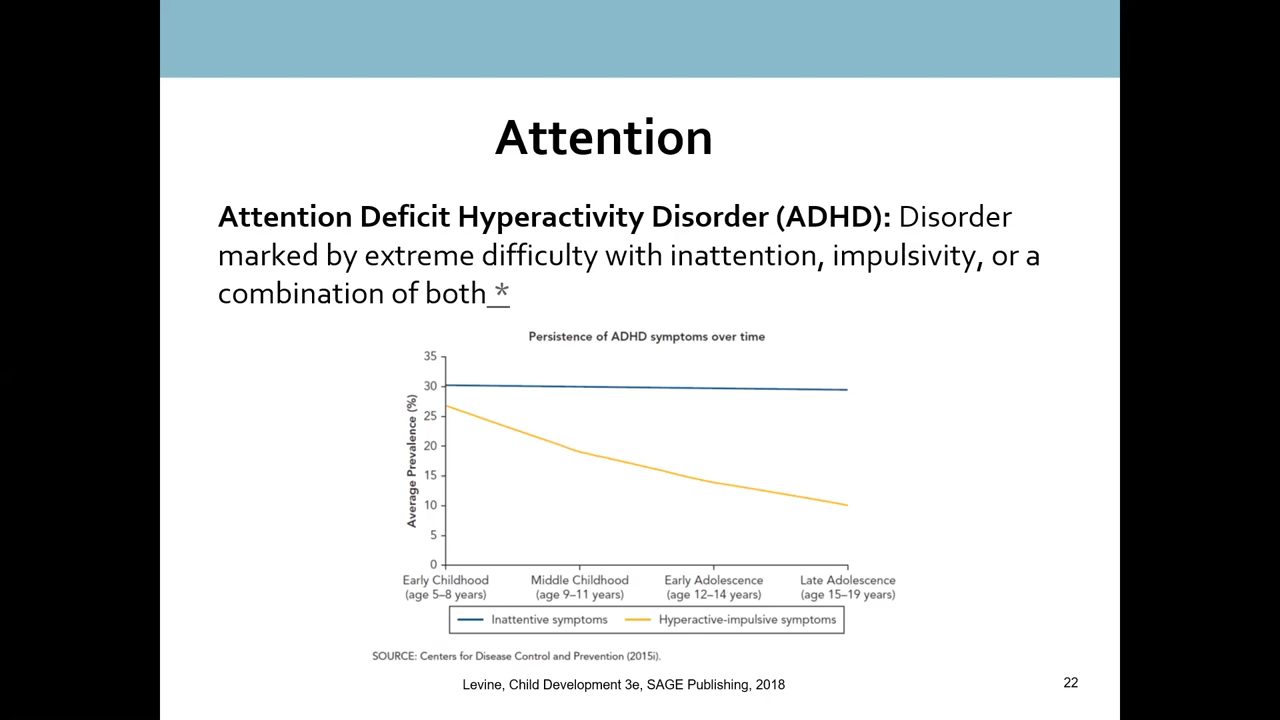 Attention
Attention Deficit Hyperactivity Disorder (ADHD): Disorder
marked by extreme difficulty with inattention, impulsivity, or a
combination of both *
Persistence of ADHD symptoms over time
Average Prevalence (%)
35
30
25
20
15
10
5
0
Early Childhood Middle Childhood Early Adolescence Late Adolescence
(age 5–8 years) (age 9–11 years) (age 12–14 years) (age 15–19 years)
Inattentive symptoms Hyperactive-impulsive symptoms
SOURCE: Centers for Disease Control and Prevention (2015i).
Levine, Child Development 3e, SAGE Publishing, 2018
22